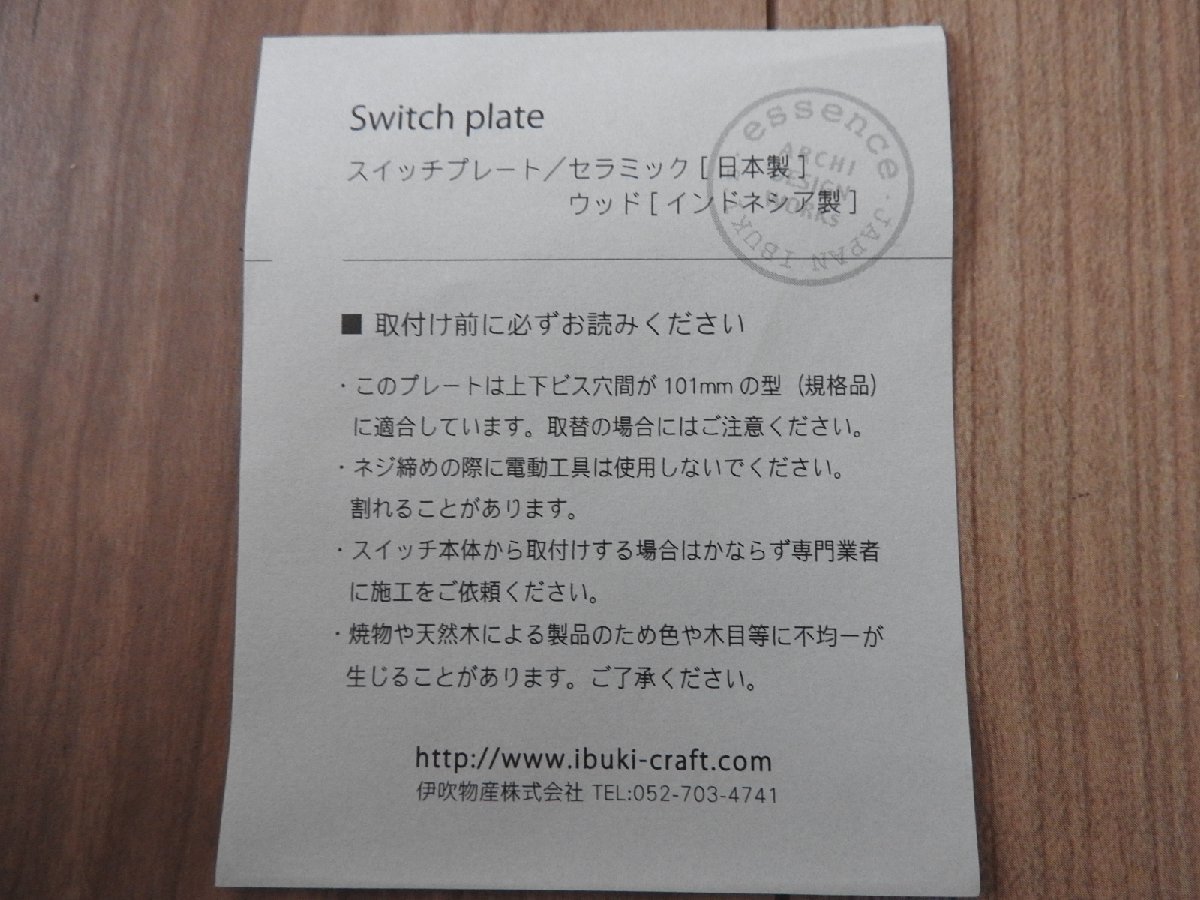 Switch plate
スイッチプレート／セラミック [ 日本製 ]
ウッド [ インドネシア製 ]
essence · JAPAN IBUKI
ARCHI
DESIGN
WORKS
■ 取付け前に必ずお読みください
・このプレートは上下ビス穴間が 101mm の型（規格品）
に適合しています。取替の場合にはご注意ください。
・ネジ締めの際に電動工具は使用しないでください。
割れることがあります。
・スイッチ本体から取付けする場合はかならず専門業者
に施工をご依頼ください。
・焼物や天然木による製品のため色や木目等に不均一が
生じることがあります。ご了承ください。
http://www.ibuki-craft.com
伊吹物産株式会社 TEL:052-703-4741